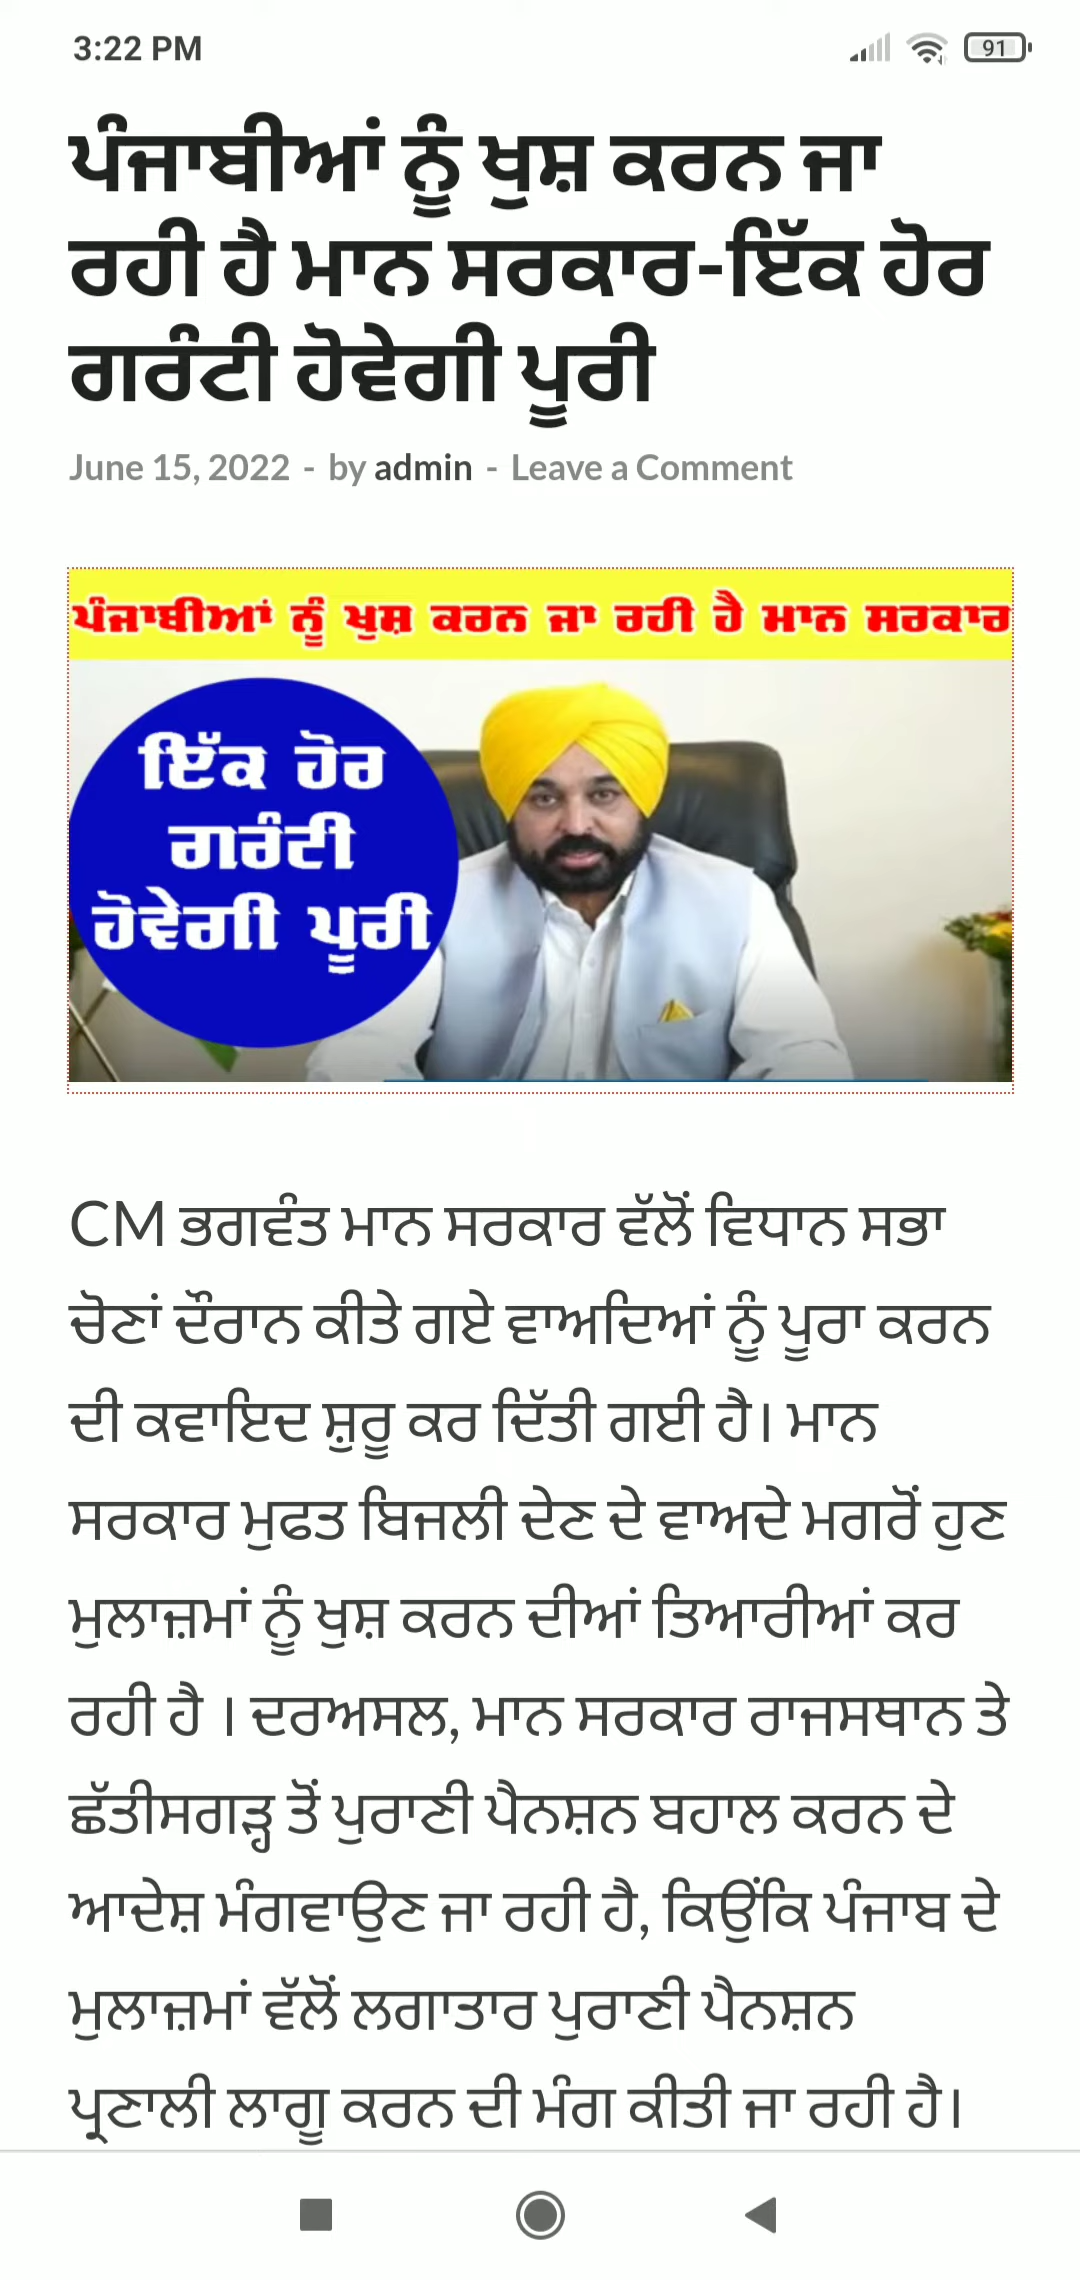 3:22 PM
91
ਪੰਜਾਬੀਆਂ ਨੂੰ ਖੁਸ਼ ਕਰਨ ਜਾ
ਰਹੀ ਹੈ ਮਾਨ ਸਰਕਾਰ-ਇੱਕ ਹੋਰ
ਗਰੰਟੀ ਹੋਵੇਗੀ ਪੂਰੀ
June 15, 2022 - by admin - Leave a Comment
ਪੰਜਾਬੀਆਂ ਨੂੰ ਖੁਸ਼ ਕਰਨ ਜਾ ਰਹੀ ਹੈ ਮਾਨ ਸਰਕਾਰ
ਇੱਕ ਹੋਰ
ਗਰੰਟੀ
ਹੋਵੇਗੀ ਪੂਰੀ
CM ਭਗਵੰਤ ਮਾਨ ਸਰਕਾਰ ਵੱਲੋਂ ਵਿਧਾਨ ਸਭਾ
ਚੋਣਾਂ ਦੌਰਾਨ ਕੀਤੇ ਗਏ ਵਾਅਦਿਆਂ ਨੂੰ ਪੂਰਾ ਕਰਨ
ਦੀ ਕਵਾਇਦ ਸ਼ੁਰੂ ਕਰ ਦਿੱਤੀ ਗਈ ਹੈ। ਮਾਨ
ਸਰਕਾਰ ਮੁਫਤ ਬਿਜਲੀ ਦੇਣ ਦੇ ਵਾਅਦੇ ਮਗਰੋਂ ਹੁਣ
ਮੁਲਾਜ਼ਮਾਂ ਨੂੰ ਖੁਸ਼ ਕਰਨ ਦੀਆਂ ਤਿਆਰੀਆਂ ਕਰ
ਰਹੀ ਹੈ । ਦਰਅਸਲ, ਮਾਨ ਸਰਕਾਰ ਰਾਜਸਥਾਨ ਤੇ
ਛੱਤੀਸਗੜ੍ਹ ਤੋਂ ਪੁਰਾਣੀ ਪੈਨਸ਼ਨ ਬਹਾਲ ਕਰਨ ਦੇ
ਆਦੇਸ਼ ਮੰਗਵਾਉਣ ਜਾ ਰਹੀ ਹੈ, ਕਿਉਂਕਿ ਪੰਜਾਬ ਦੇ
ਮੁਲਾਜ਼ਮਾਂ ਵੱਲੋਂ ਲਗਾਤਾਰ ਪੁਰਾਣੀ ਪੈਨਸ਼ਨ
ਪ੍ਰਣਾਲੀ ਲਾਗੂ ਕਰਨ ਦੀ ਮੰਗ ਕੀਤੀ ਜਾ ਰਹੀ ਹੈ।